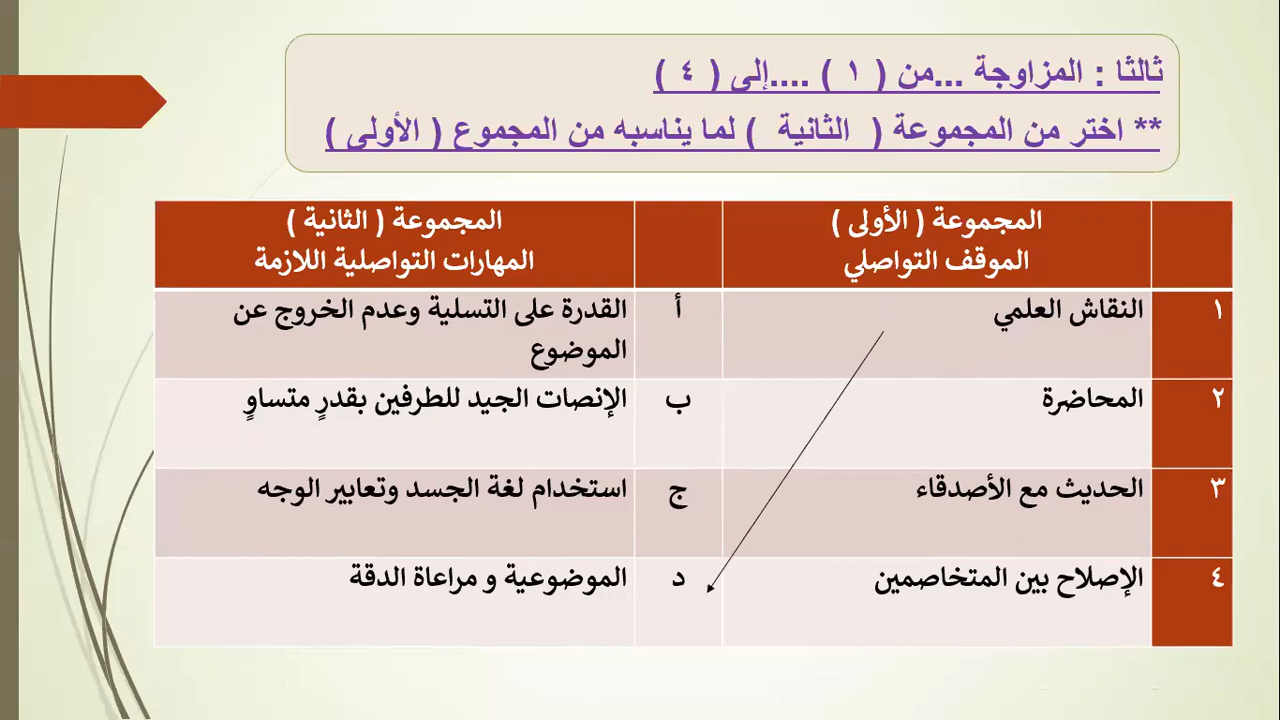 ثالثا : المزاوجة ...من ( ١ ) ....إلى ( ٤ )
** اختر من المجموعة ( الثانية ) لما يناسبه من المجموع ( الأولى )
المجموعة ( الأولى )
الموقف التواصلي
المجموعة ( الثانية )
المهارات التواصلية اللازمة
١ النقاش العلمي أ القدرة على التسلية وعدم الخروج عن
الموضوع
٢ المحاضرة ب الإنصات الجيد للطرفين بقدرٍ متساوٍ
٣ الحديث مع الأصدقاء ج استخدام لغة الجسد وتعابير الوجه
٤ الإصلاح بين المتخاصمين د الموضوعية و مراعاة الدقة